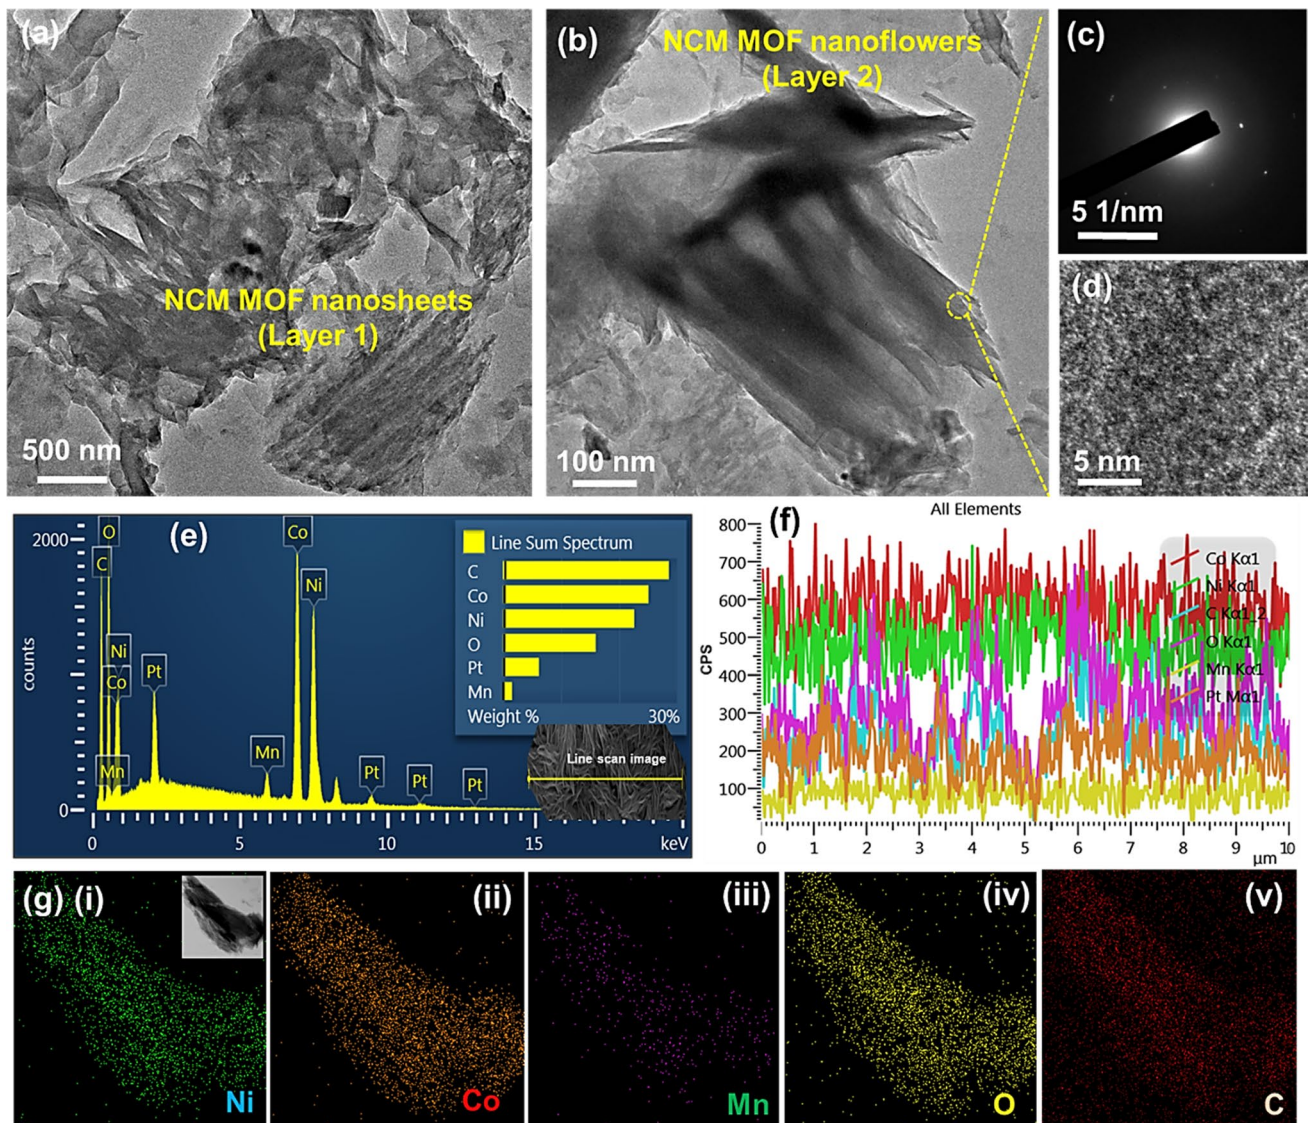 (a)
NCM MOF nanosheets
(Layer 1)
500 nm
(b)
NCM MOF nanoflowers
(Layer 2)
100 nm
(c)
5 1/nm
(d)
5 nm
(e)
2000
0
counts
O
C
Ni
Co
Mn
Pt
Mn
Co
Ni
Pt
Pt
Pt
Line Sum Spectrum
C
Co
Ni
O
Pt
Mn
Weight % 30%
Line scan image
0 5 10 15 keV
(f)
All Elements
800
700
600
500
400
300
200
100
CPS
Co Kα1
Ni Kα1
C Kα1_2
O Kα1
Mn Kα1
Pt Mα1
0 1 2 3 4 5 6 7 8 9 10
µm
(g) (i)
Ni
(ii)
Co
(iii)
Mn
(iv)
O
(v)
C